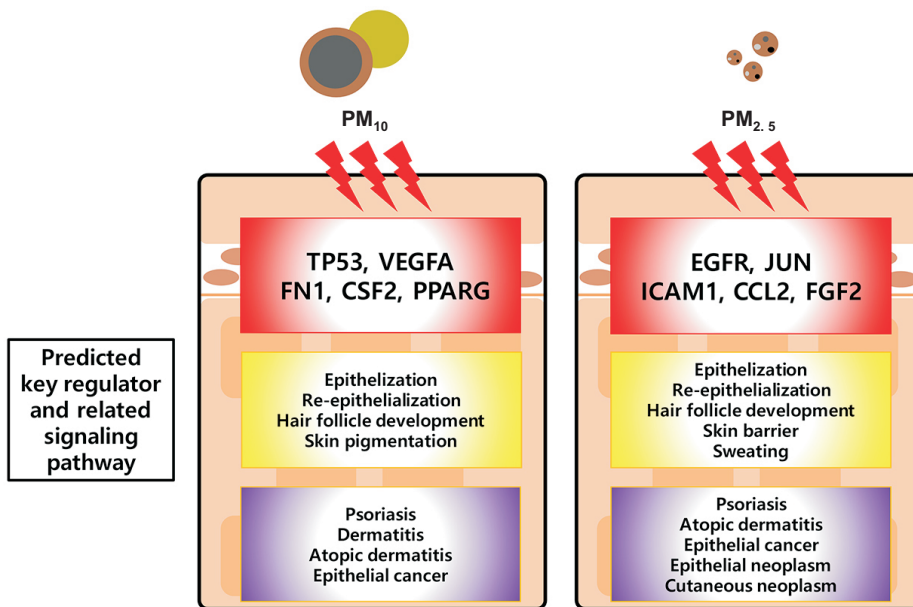 PM10
PM2.5
TP53, VEGFA
FN1, CSF2, PPARG
EGFR, JUN
ICAM1, CCL2, FGF2
Predicted
key regulator
and related
signaling
pathway
Epithelization
Re-epithelialization
Hair follicle development
Skin pigmentation
Epithelization
Re-epithelialization
Hair follicle development
Skin barrier
Sweating
Psoriasis
Dermatitis
Atopic dermatitis
Epithelial cancer
Psoriasis
Atopic dermatitis
Epithelial cancer
Epithelial neoplasm
Cutaneous neoplasm